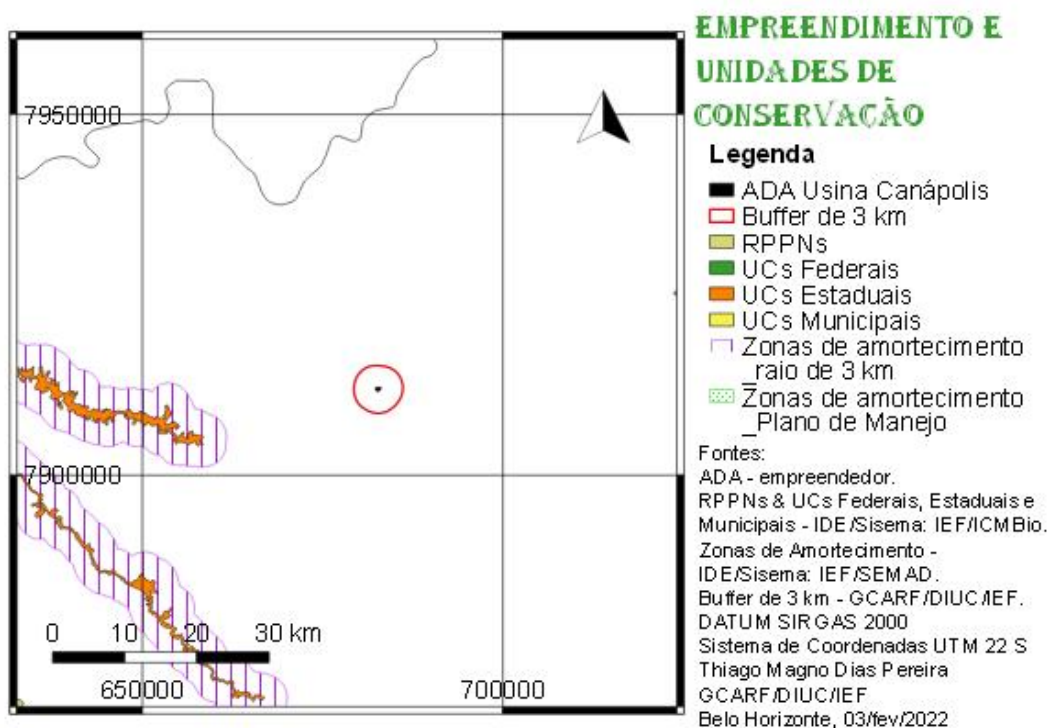 EMPREENDIMENTO E
UNIDADES DE
CONSERVAÇÃO
Legenda
ADA Usina Canápolis
Buffer de 3 km
RPPNs
UCs Federais
UCs Estaduais
UCs Municipais
Zonas de amortecimento
_raio de 3 km
Zonas de amortecimento
_Plano de Manejo
Fontes:
ADA - empreendedor.
RPPNs & UCs Federais, Estaduais e
Municipais - IDE/Sisema: IEF/ICMBio.
Zonas de Amortecimento -
IDE/Sisema: IEF/SEMAD.
Buffer de 3 km - GCARF/DIUC/IEF.
DATUM SIRGAS 2000
Sistema de Coordenadas UTM 22 S
Thiago Magno Dias Pereira
GCARF/DIUC/IEF
Belo Horizonte, 03/fev/2022
7950000
7900000
0 10 20 30 km
650000 700000